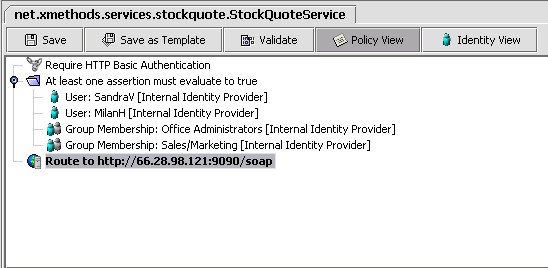 net.xmethods.services.stockquote.StockQuoteService
Save
Save as Template
Validate
Policy View
Identity View
Require HTTP Basic Authentication
At least one assertion must evaluate to true
User: SandraV [Internal Identity Provider]
User: MilanH [Internal Identity Provider]
Group Membership: Office Administrators [Internal Identity Provider]
Group Membership: Sales/Marketing [Internal Identity Provider]
Route to http://66.28.98.121:9090/soap